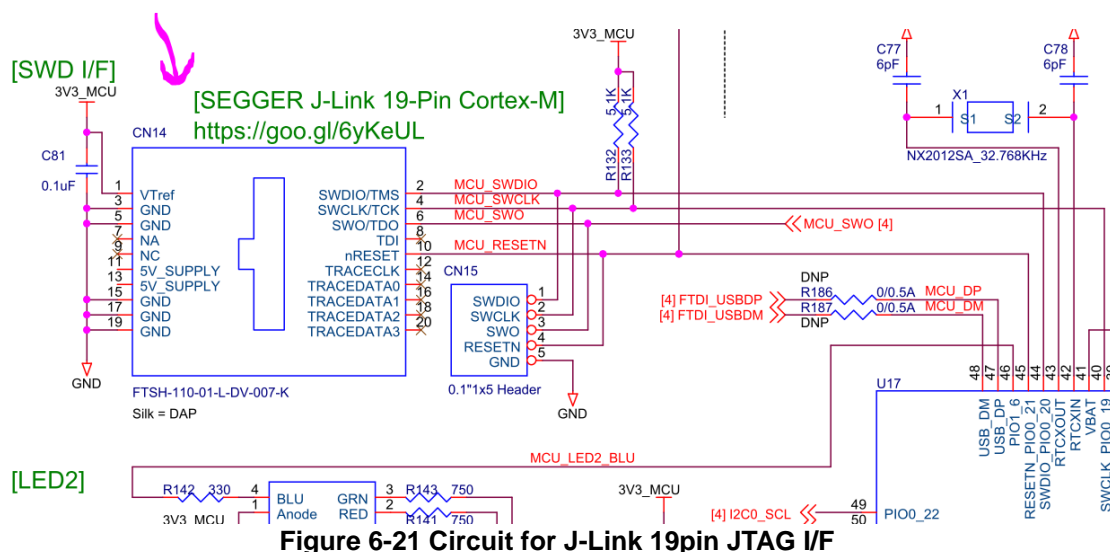 3V3_MCU
C77
6pF
C78
6pF
[SWD I/F]
3V3_MCU
[SEGGER J-Link 19-Pin Cortex-M]
https://goo.gl/6yKeUL
5.1K
5.1K
R132
R133
X1
1
S1
S2
2
NX2012SA_32.768KHz
CN14
C81
0.1uF
1 VTref
3 GND
5 GND
7 NA
9 NC
11 5V_SUPPLY
13 5V_SUPPLY
15 GND
17 GND
19 GND
SWDIO/TMS 2 MCU_SWDIO
SWCLK/TCK 4 MCU_SWCLK
SWO/TDO 6 MCU_SWO
TDI 8
nRESET 10 MCU_RESETN
TRACECLK 12
TRACEDATA0 14
TRACEDATA1 16
TRACEDATA2 18
TRACEDATA3 20
MCU_SWO [4]
CN15
SWDIO 1
SWCLK 2
SWO 3
RESETN 4
GND 5
0.1"1x5 Header
GND
GND
FTSH-110-01-L-DV-007-K
Silk = DAP
DNP
[4] FTDI_USBDP R186 0/0.5A MCU_DP
[4] FTDI_USBDM R187 0/0.5A MCU_DM
DNP
U17
48 USB_DM
47 USB_DP
46 PIO1_6
45 RESETN_PIO0_21
44 SWDIO_PIO0_20
43 RTCXOUT
42 RTCXIN
41 VBAT
40
39 SWCLK_PIO0_19
MCU_LED2_BLU
[LED2]
R142 330 4 BLU
1 Anode
3V3_MCU
GRN 3 R143 750
RED 2 R141 750
3V3_MCU
[4] I2C0_SCL
49 PIO0_22
50
Figure 6-21 Circuit for J-Link 19pin JTAG I/F